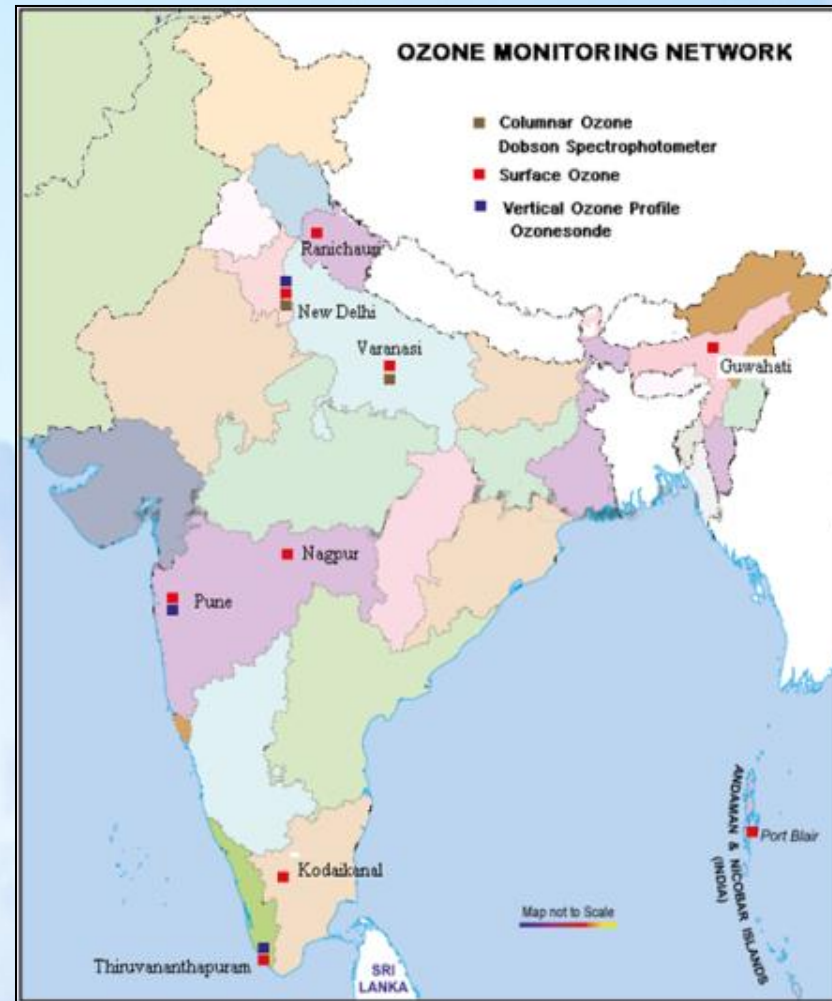 OZONE MONITORING NETWORK
Columnar Ozone
Dobson Spectrophotometer
Surface Ozone
Vertical Ozone Profile
Ozonesonde
Ranichauri
New Delhi
Varanasi
Guwahati
Nagpur
Pune
Kodaikanal
Thiruvananthapuram
Map not to Scale
SRI
LANKA
Port Blair
ANDAMAN & NICOBAR ISLANDS
(INDIA)